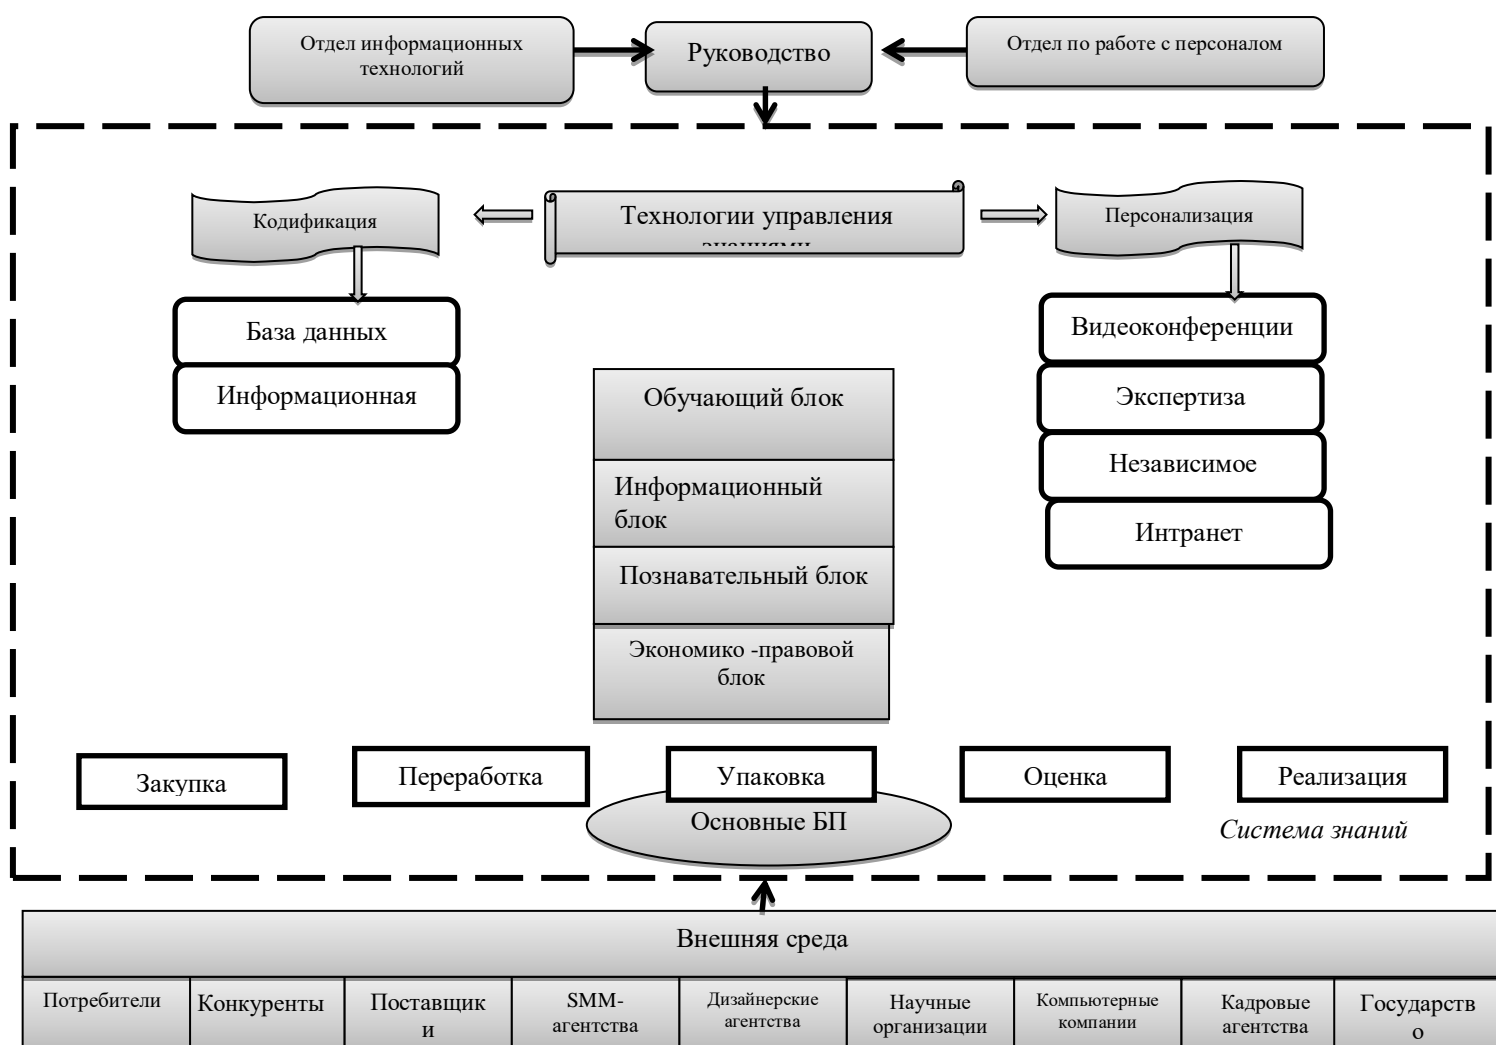 Отдел информационных
технологий
Руководство
Отдел по работе с персоналом
Кодификация
Технологии управления
знаниями
Персонализация
База данных
Информационная
Видеоконференции
Экспертиза
Независимое
Интранет
Обучающий блок
Информационный
блок
Познавательный блок
Экономико -правовой
блок
Закупка
Переработка
Упаковка
Оценка
Реализация
Основные БП
Система знаний
Внешняя среда
Потребители
Конкуренты
Поставщик
и
SMM-
агентства
Дизайнерские
агентства
Научные
организации
Компьютерные
компании
Кадровые
агентства
Государств
о